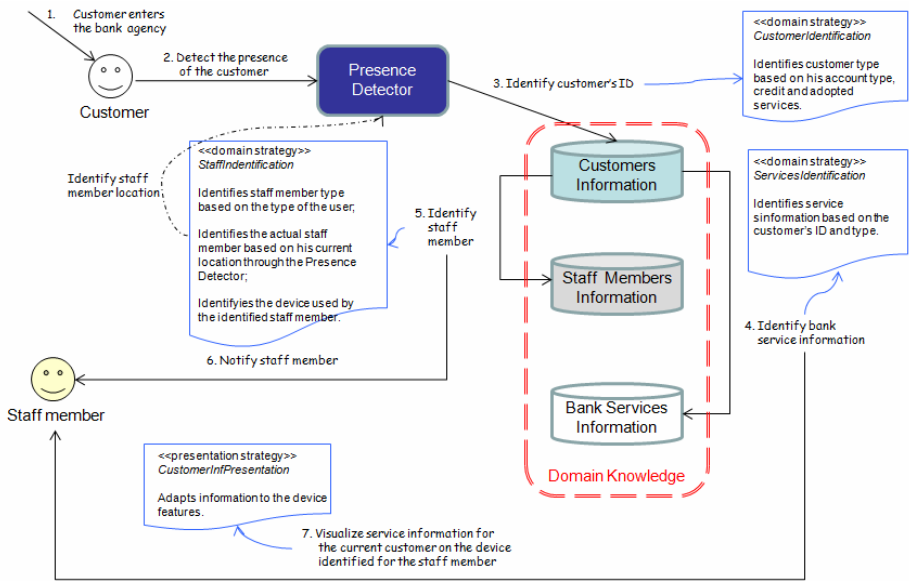 1. Customer enters
the bank agency
Customer
2. Detect the presence
of the customer
Presence
Detector
3. Identify customer's ID
<<domain strategy>>
CustomerIdentification
Identifies customer type
based on his account type,
credit and adopted
services.
Identify staff
member location
<<domain strategy>>
StaffIndentification
Identifies staff member type
based on the type of the user;
Identifies the actual staff
member based on his current
location through the Presence
Detector;
Identifyies the device used by
the identified staff member.
5. Identify
staff
member
Customers
Information
Staff Members
Information
Bank Services
Information
Domain Knowledge
<<domain strategy>>
ServicesIdentification
Identifies service
sinformation based on the
customer's ID and type.
4. Identify bank
service information
6. Notify staff member
Staff member
<<presentation strategy>>
CustomerInfPresentation
Adapts information to the device
features.
7. Visualize service information for
the current customer on the device
identified for the staff member